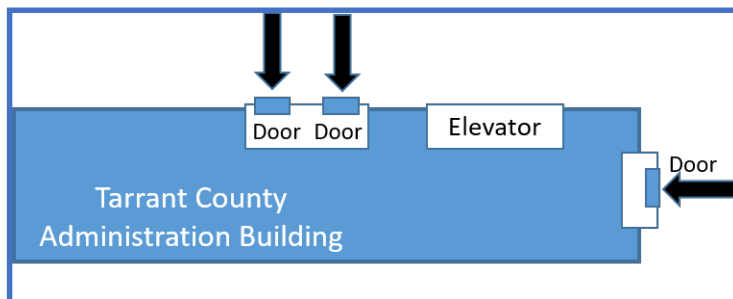 Door Door
Elevator
Door
Tarrant County
Administration Building